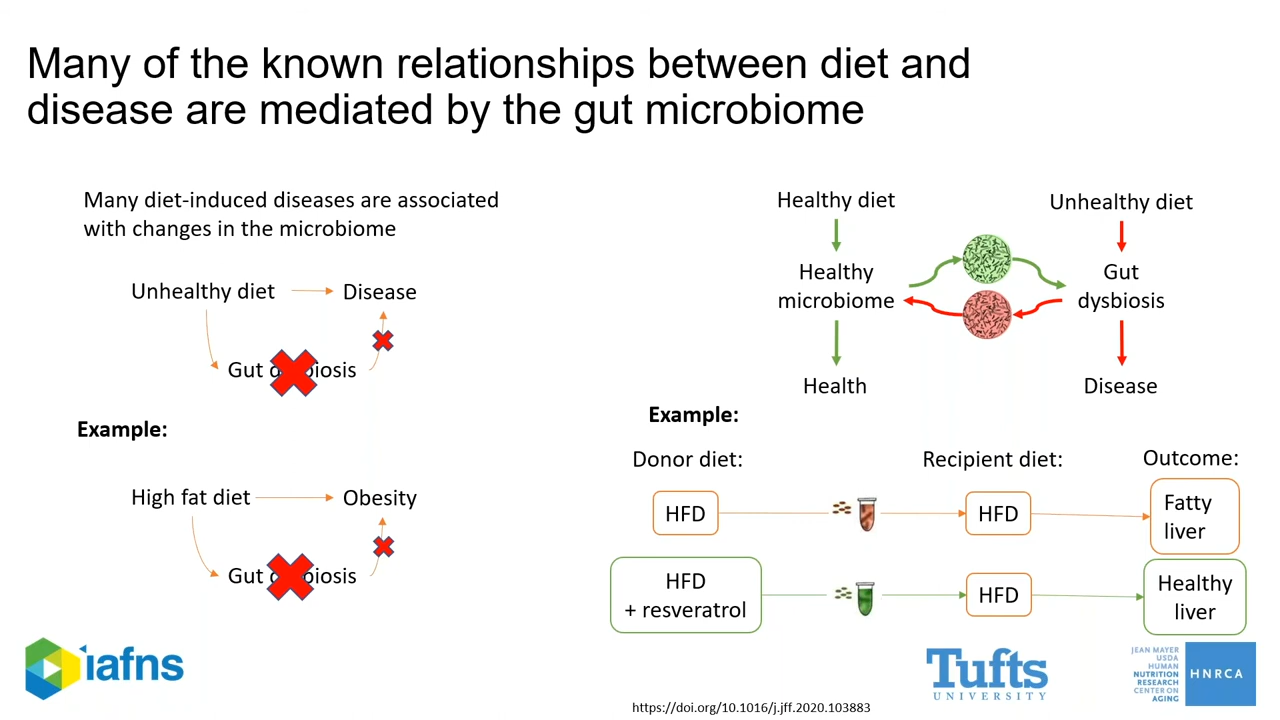 Many of the known relationships between diet and
disease are mediated by the gut microbiome
Many diet-induced diseases are associated
with changes in the microbiome
Unhealthy diet
Disease
Gut
Example:
High fat diet
Obesity
Gut
Healthy diet
Unhealthy diet
Healthy
microbiome
Gut
dysbiosis
Health
Disease
Example:
Donor diet:
Recipient diet:
Outcome:
HFD
HFD
Fatty
liver
HFD
+ resveratrol
HFD
Healthy
liver
iafns
Tufts
UNIVERSITY
JEAN MAYER
USDA
HUMAN
NUTRITION
RESEARCH
CENTER ON
AGING
HNRCA
https://doi.org/10.1016/j.jff.2020.103883